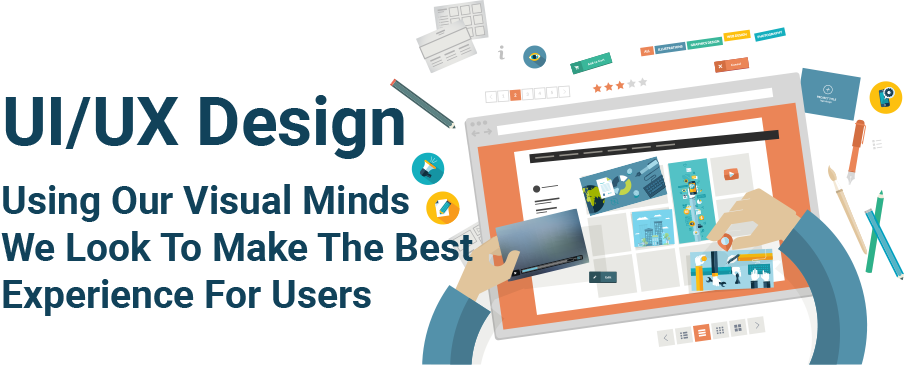 UI/UX Design
Using Our Visual Minds
We Look To Make The Best
Experience For Users